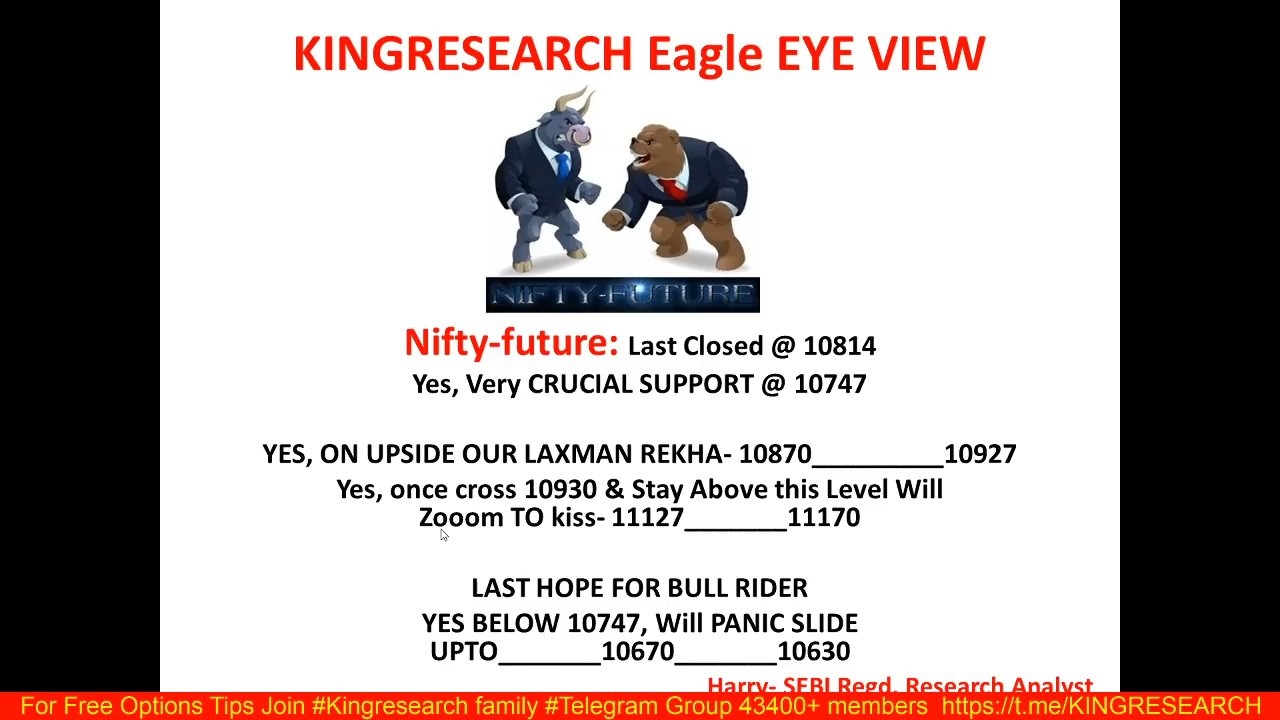 KINGRESEARCH Eagle EYE VIEW
NIFTY-FUTURE
Nifty-future: Last Closed @ 10814
Yes, Very CRUCIAL SUPPORT @ 10747
YES, ON UPSIDE OUR LAXMAN REKHA- 10870_________10927
Yes, once cross 10930 & Stay Above this Level Will
Zooom TO kiss- 11127_______11170
LAST HOPE FOR BULL RIDER
YES BELOW 10747, Will PANIC SLIDE
UPTO_______10670_______10630
Harry- SEBI Regd. Research Analyst
For Free Options Tips Join #Kingresearch family #Telegram Group 43400+ members https://t.me/KINGRESEARCH